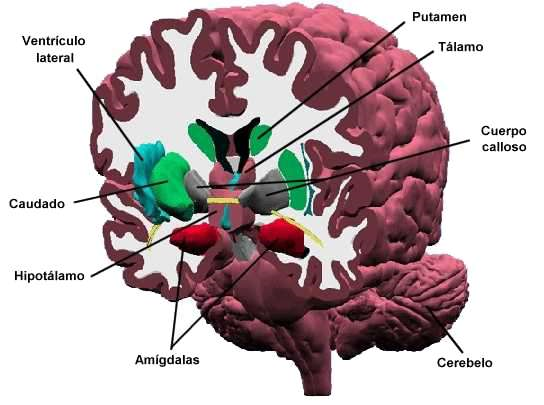 Putamen
Ventrículo
lateral
Tálamo
Cuerpo
calloso
Caudado
Hipotálamo
Amígdalas
Cerebelo